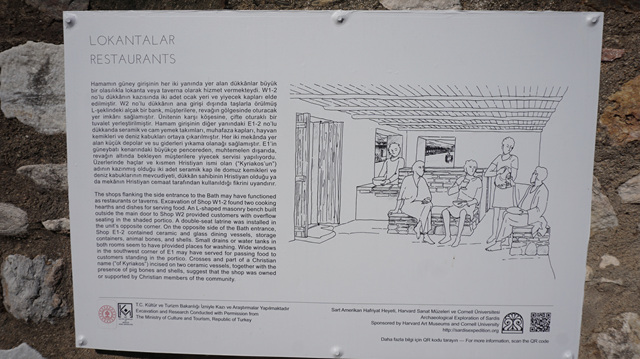 LOKANTALAR
RESTAURANTS
Hamamın güney girişinin her iki yanında yer alan dükkânlar büyük
bir olasılıkla lokanta veya taverna olarak hizmet vermekteydi. W1-2
no'lu dükkânın kazısında iki adet ocak yeri ve yiyecek kapları elde
edilmiştir. W2 no'lu dükkânın ana girişi dışında taşlarla örülmüş
L-şeklindeki alçak bir bank, müşterilere, revağın gölgesinde oturacak
yer imkânı sağlamıştır. Ünitenin karşı köşesine, çifte oturaklı bir
tuvalet yerleştirilmiştir. Hamam girişinin diğer yanındaki E1-2 no'lu
dükkanda seramik ve cam yemek takımları, muhafaza kapları, hayvan
kemikleri ve deniz kabukları ortaya çıkarılmıştır. Her iki mekânda yer
alan küçük depolar ve su giderleri yıkama olanağı sağlamıştır. E1'in
güneybatı kenarındaki büyükçe pencereden, muhtemelen dışarıda,
revağın altında bekleyen müşterilere yiyecek servisi yapılıyordu.
Üzerlerinde haçlar ve kısmen Hristiyan ismi olan ("Kyriakos'un")
adının kazınmış olduğu iki adet seramik kap ile domuz kemikleri ve
deniz kabuklarının mevcudiyeti, dükkân sahibinin Hristiyan olduğu ya
da mekânın Hristiyan cemaat tarafından kullanıldığı fikrini uyandırır.
The shops flanking the side entrance to the Bath may have functioned
as restaurants or taverns. Excavation of Shop W1-2 found two cooking
hearths and dishes for serving food. An L-shaped masonry bench built
outside the main door to Shop W2 provided customers with overflow
seating in the shaded portico. A double-seat latrine was installed in
the unit's opposite corner. On the opposite side of the Bath entrance,
Shop E1-2 contained ceramic and glass dining vessels, storage
containers, animal bones, and shells. Small drains or water tanks in
both rooms seem to have provided places for washing. Wide windows
in the southwest corner of E1 may have served for passing food to
customers standing in the portico. Crosses and part of a Christian
name ("of Kyriakos") incised on two ceramic vessels, together with the
presence of pig bones and shells, suggest that the shop was owned
or supported by Christian members of the community.
T.C. Kültür ve Turizm Bakanlığı İzniyle Kazı ve Araştırmalar Yapılmaktadır
Excavation and Research Conducted with Permission from
The Ministry of Culture and Tourism, Republic of Turkey
Sart Amerikan Hafriyat Heyeti, Harvard Sanat Müzeleri ve Cornell Üniversitesi
Archaeological Exploration of Sardis
Sponsored by Harvard Art Museums and Cornell University
http://sardisexpedition.org
Daha fazla bilgi için QR kodu tarayın — For more information, scan the QR code